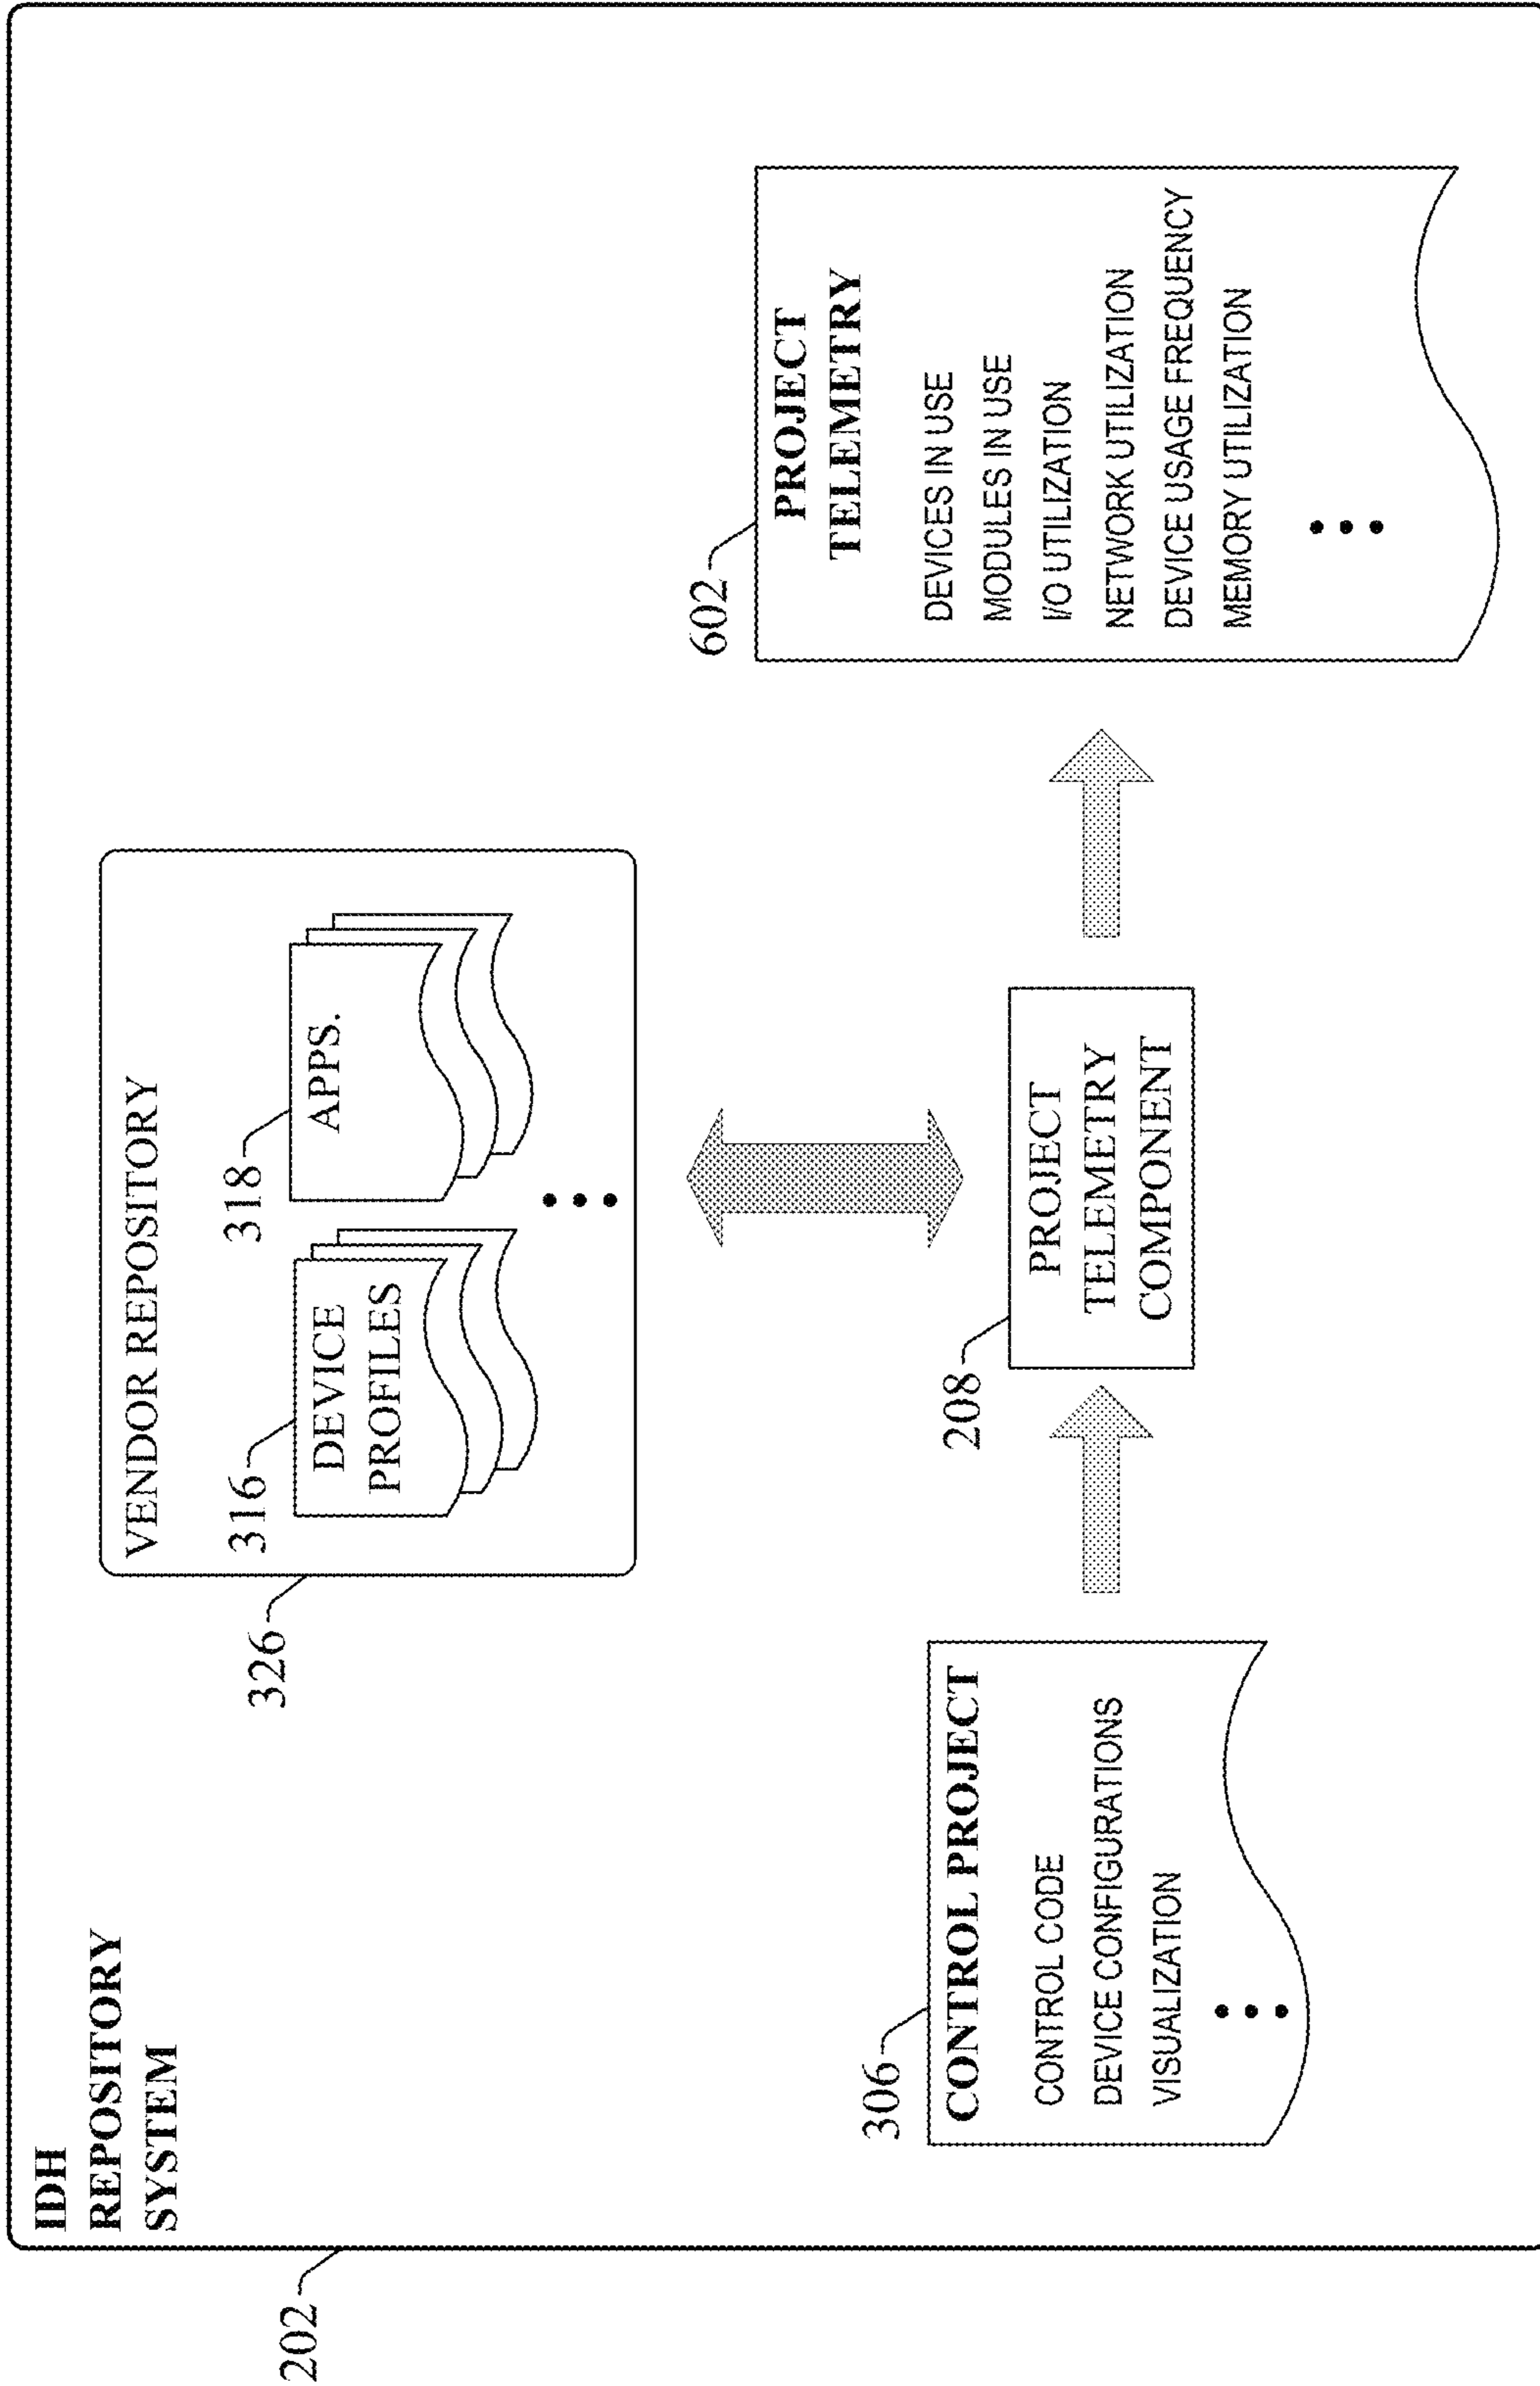 IDH
REPOSITORY
SYSTEM
202
VENDOR REPOSITORY
326
316
DEVICE
PROFILES
318
APPS.
306
CONTROL PROJECT
CONTROL CODE
DEVICE CONFIGURATIONS
VISUALIZATION
208
PROJECT
TELEMETRY
COMPONENT
602
PROJECT
TELEMETRY
DEVICES IN USE
MODULES IN USE
I/O UTILIZATION
NETWORK UTILIZATION
DEVICE USAGE FREQUENCY
MEMORY UTILIZATION